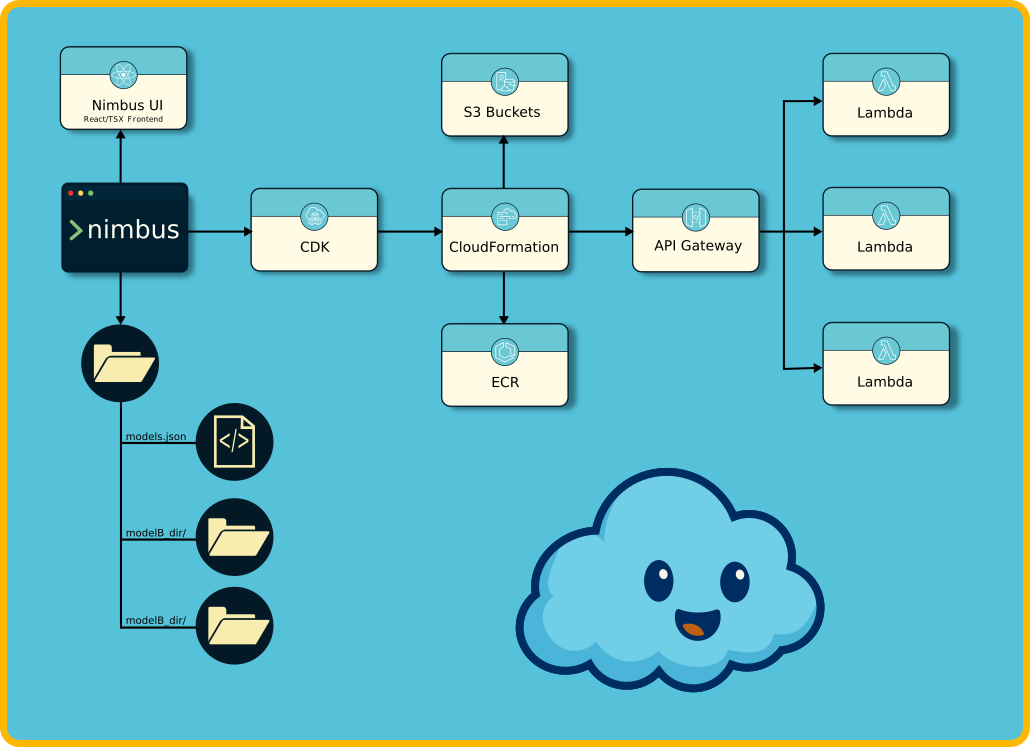 Nimbus UI
React/TSX Frontend
S3 Buckets
Lambda
nimbus
CDK
CloudFormation
API Gateway
Lambda
ECR
Lambda
models.json
modelB_dir/
modelB_dir/